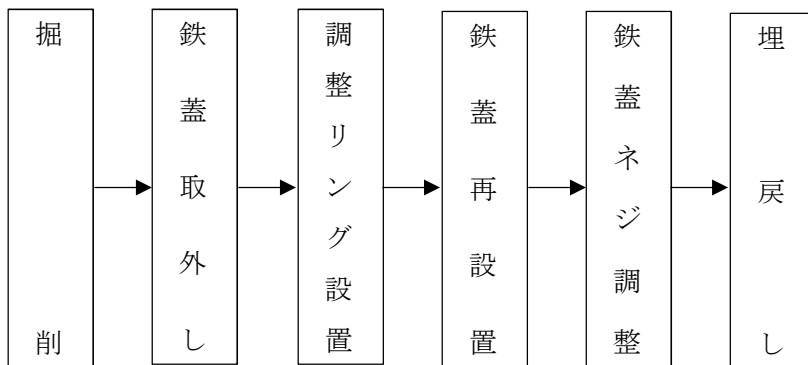 掘削
鉄蓋取外し
調整リング設置
鉄蓋再設置
鉄蓋ネジ調整
埋戻し